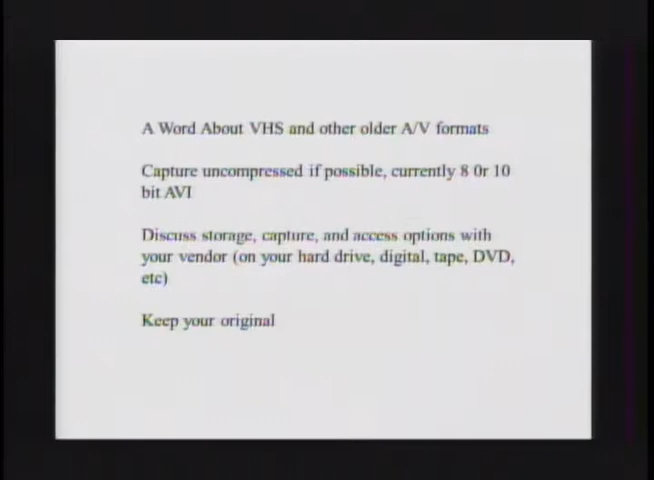 A Word About VHS and other older A/V formats
Capture uncompressed if possible, currently 8 0r 10
bit AVI
Discuss storage, capture, and access options with
your vendor (on your hard drive, digital, tape, DVD,
etc)
Keep your original